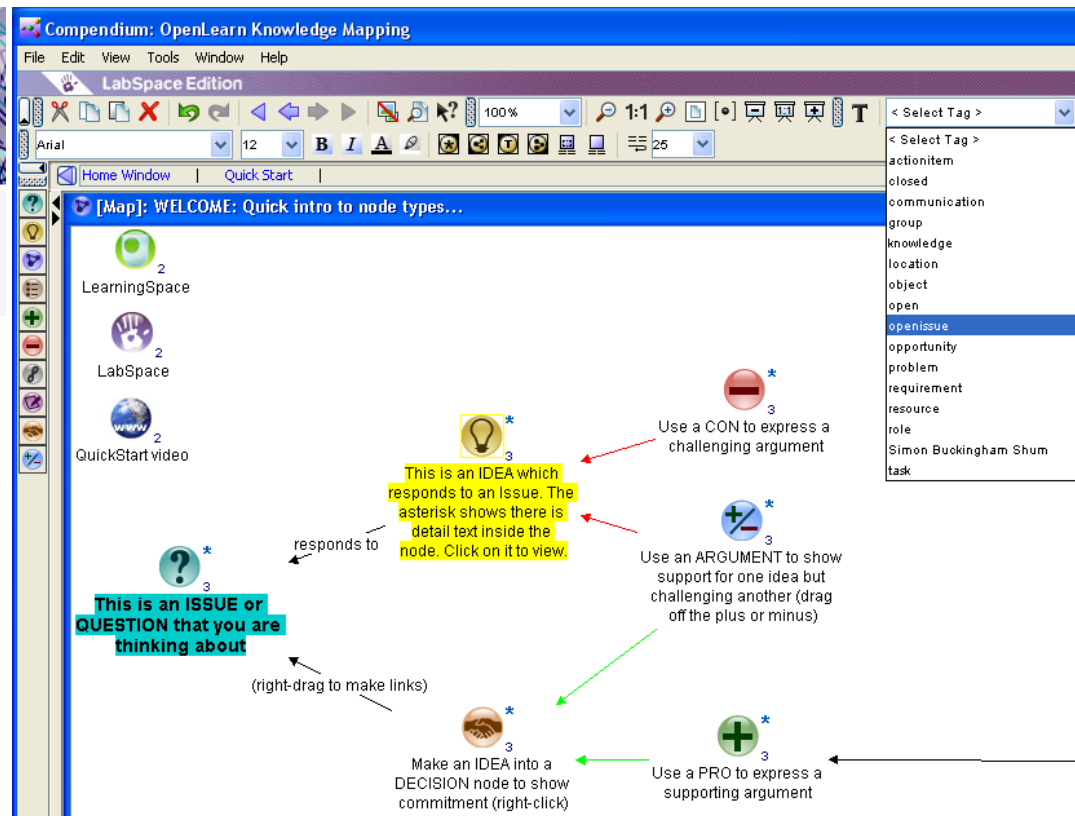 Compendium: OpenLearn Knowledge Mapping
File Edit View Tools Window Help
LabSpace Edition
100%
1:1
T
< Select Tag >
Arial
12
B I A
25
Home Window | Quick Start |
[Map]: WELCOME: Quick intro to node types...
< Select Tag >
actionitem
closed
communication
group
knowledge
location
object
open
openissue
opportunity
problem
requirement
resource
role
Simon Buckingham Shum
task
2
LearningSpace
2
LabSpace
www
2
QuickStart video
*
3
This is an IDEA which
responds to an Issue. The
asterisk shows there is
detail text inside the
node. Click on it to view.
*
3
Use a CON to express a
challenging argument
*
3
Use an ARGUMENT to show
support for one idea but
challenging another (drag
off the plus or minus)
responds to
?
*
3
This is an ISSUE or
QUESTION that you are
thinking about
(right-drag to make links)
*
3
Make an IDEA into a
DECISION node to show
commitment (right-click)
*
3
Use a PRO to express a
supporting argument